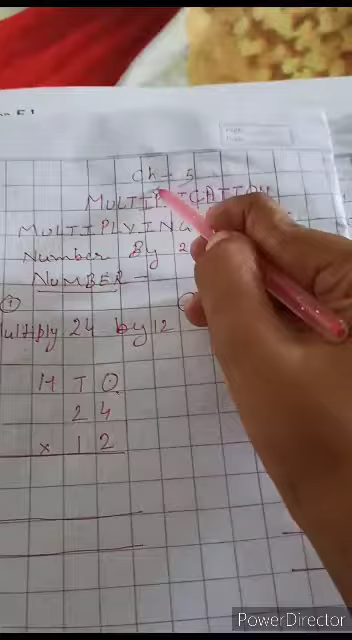 Ch - 5
MULTIPLICATION
MULTIPLYING
Number By 2
NUMBER -
①
ultiply 24 by 12
H T O
2 4
x 1 2
PowerDirector